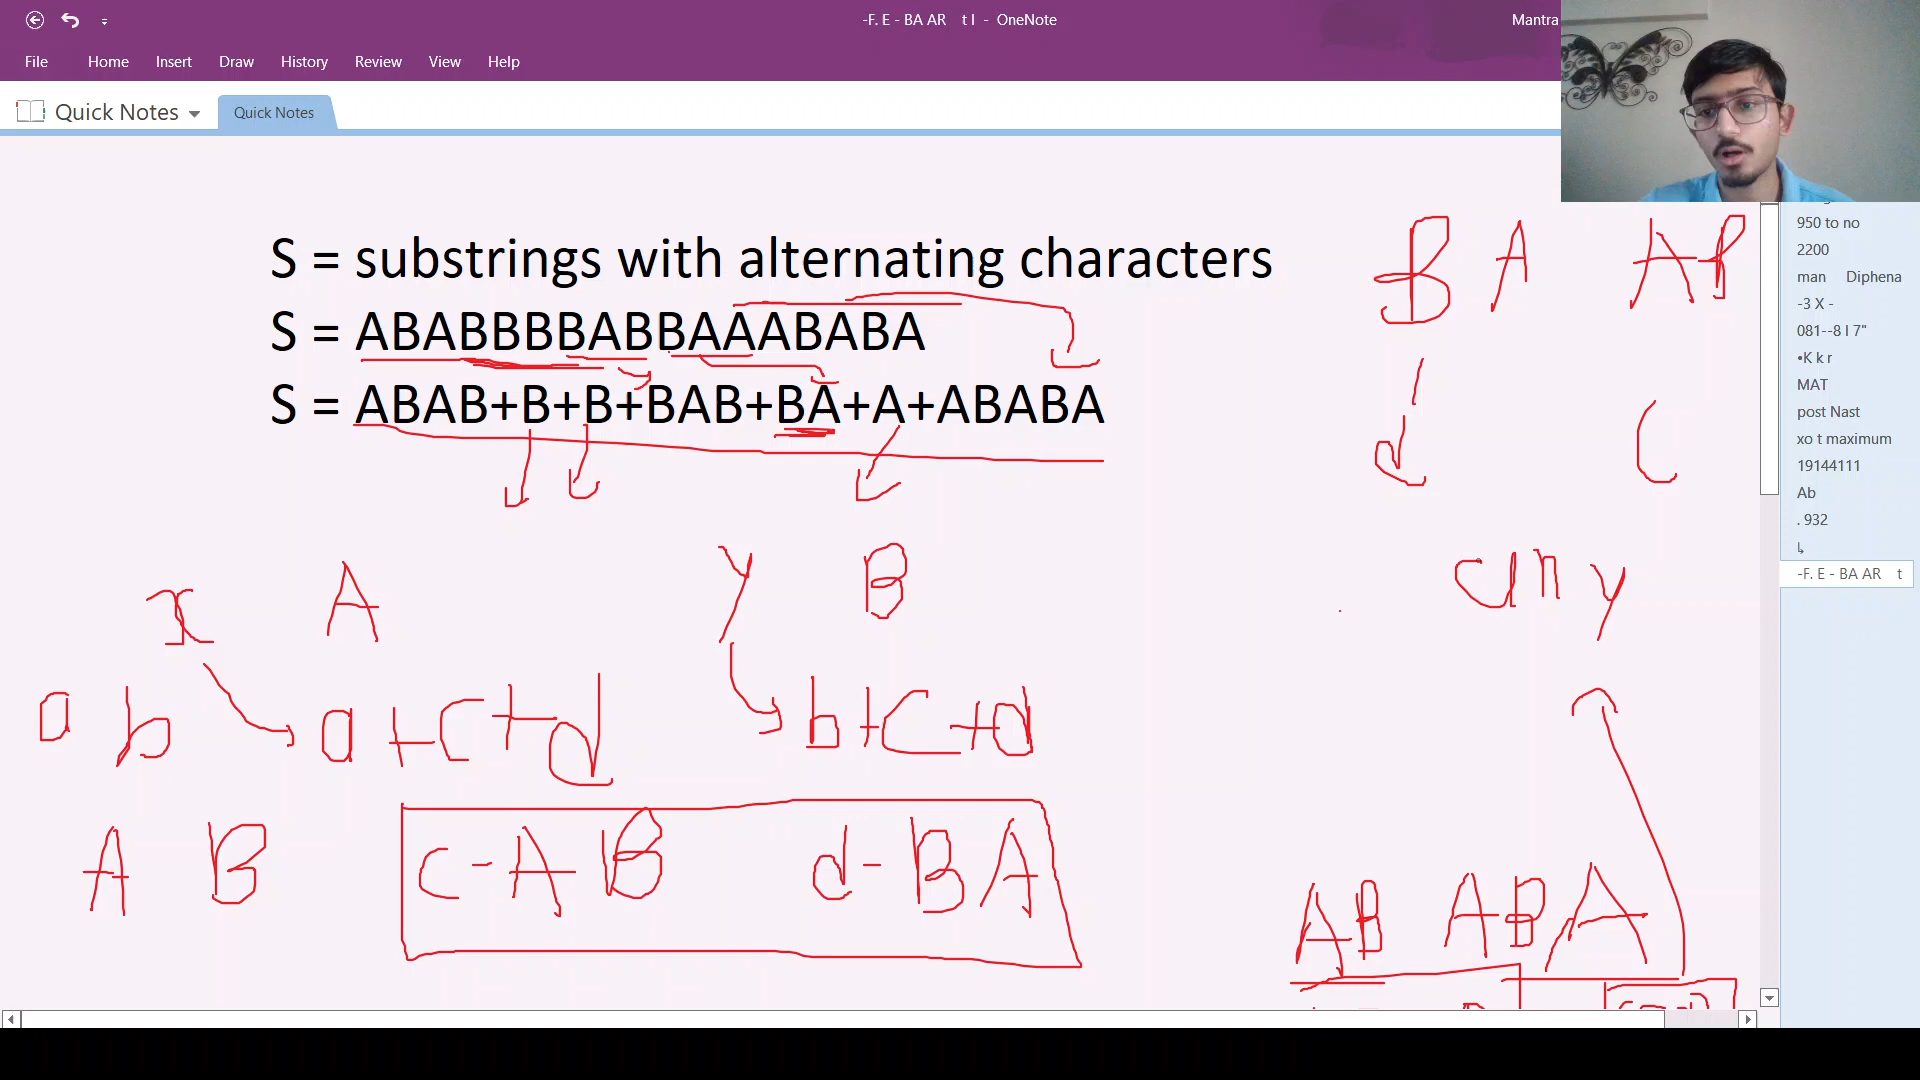 -F. E - BA AR    t I  -  OneNote
Mantra
File Home Insert Draw History Review View Help
Quick Notes
Quick Notes
S = substrings with alternating characters
S = ABABBBBABBAAABABA
S = ABAB+B+B+BAB+BA+A+ABABA
B A AB
d C
any
x A y B
a b a+c+d b+c+d
A B c-AB d-BA
AB AB A
950 to no
2200
man Diphena
-3 X -
081--8 I 7"
•K k r
MAT
post Nast
xo t maximum
19144111
Ab
. 932
↳
-F. E - BA AR t